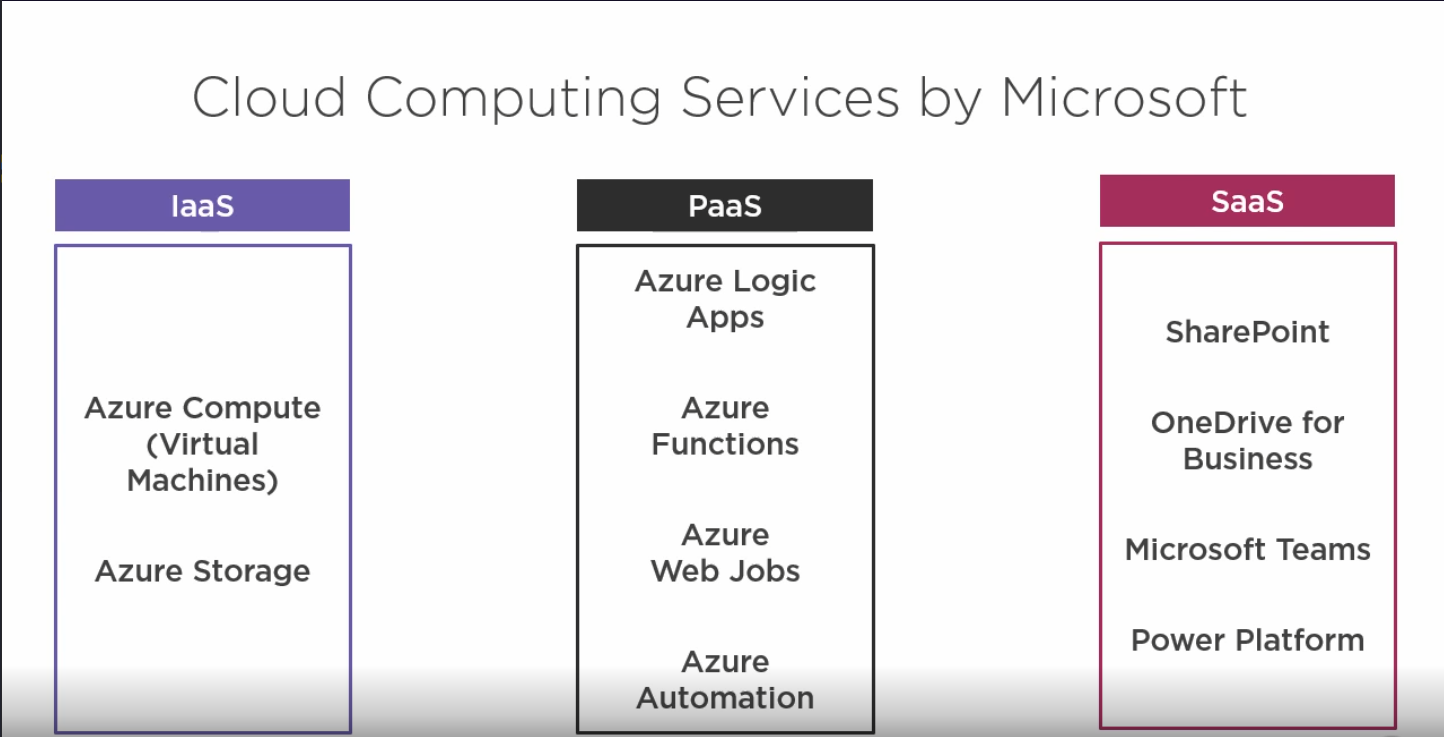 Cloud Computing Services by Microsoft
IaaS
Azure Compute
(Virtual
Machines)
Azure Storage
PaaS
Azure Logic
Apps
Azure
Functions
Azure
Web Jobs
Azure
Automation
SaaS
SharePoint
OneDrive for
Business
Microsoft Teams
Power Platform